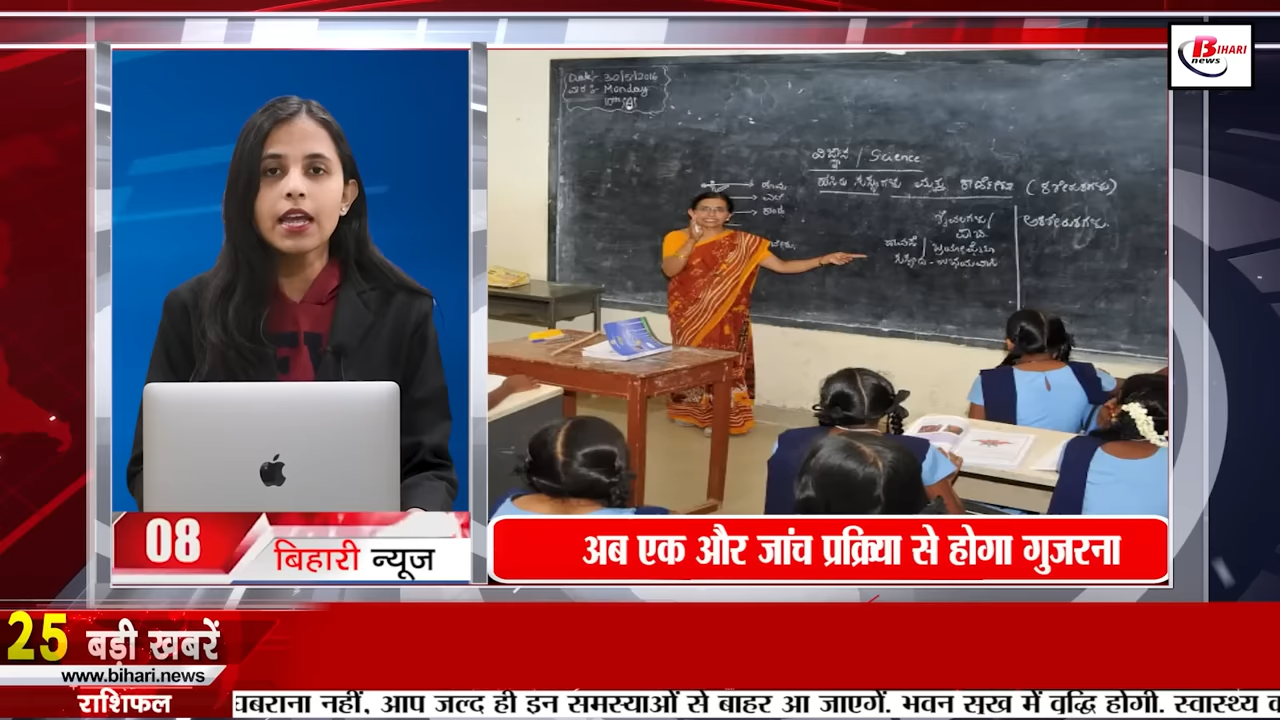 BIHARI
news
Date:- 30/5/2016
ವಾರ :- Monday
ವಿಜ್ಞಾನ / Science
08
बिहारी न्यूज
अब एक और जांच प्रक्रिया से होगा गुजरना
25 बड़ी खबरें
www.bihari.news
राशिफल
घबराना नहीं, आप जल्द ही इन समस्याओं से बाहर आ जाएगें. भवन सुख में वृद्धि होगी. स्वास्थ्य